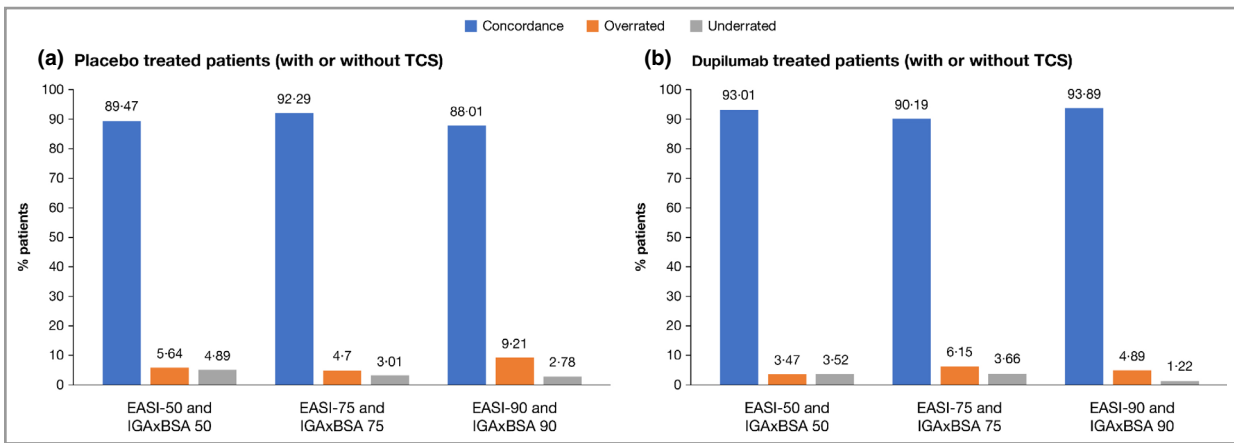 Concordance Overrated Underrated
(a) Placebo treated patients (with or without TCS)
% patients
100
90
80
70
60
50
40
30
20
10
0
89·47
5·64
4·89
92·29
4·7
3·01
88·01
9·21
2·78
EASI-50 and
IGAxBSA 50
EASI-75 and
IGAxBSA 75
EASI-90 and
IGAxBSA 90
(b) Dupilumab treated patients (with or without TCS)
% patients
100
90
80
70
60
50
40
30
20
10
0
93·01
3·47
3·52
90·19
6·15
3·66
93·89
4·89
1·22
EASI-50 and
IGAxBSA 50
EASI-75 and
IGAxBSA 75
EASI-90 and
IGAxBSA 90